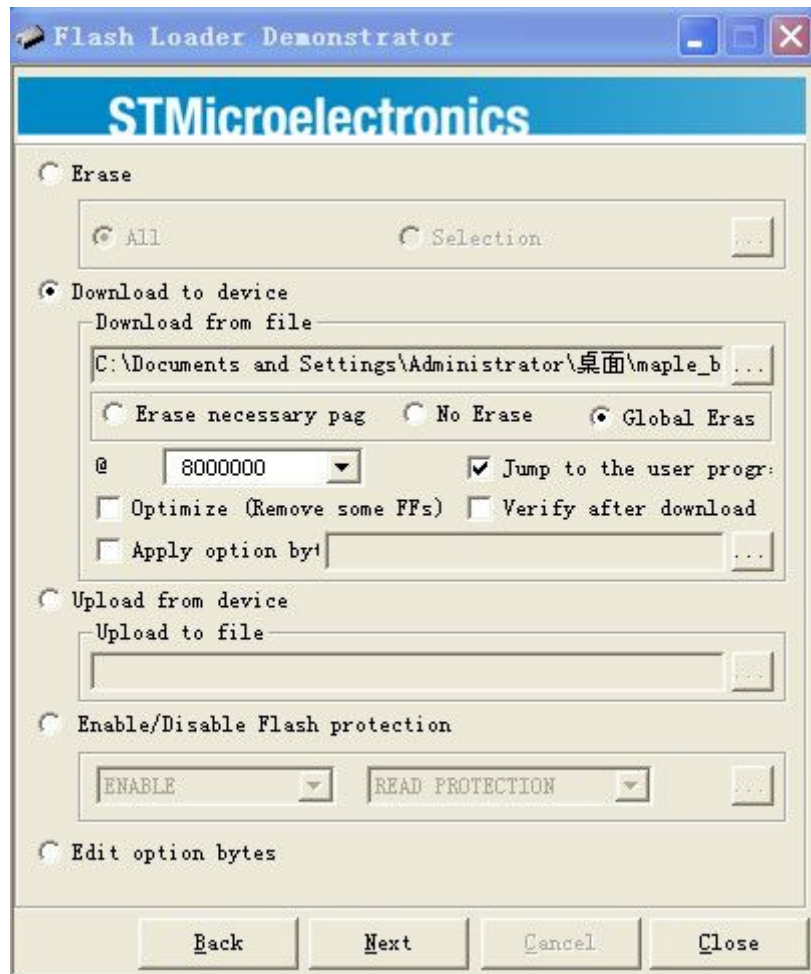 Flash Loader Demonstrator
STMicroelectronics
Erase
All Selection ...
Download to device
Download from file
C:\Documents and Settings\Administrator\桌面\maple_b ...
Erase necessary pag No Erase Global Eras
@ 8000000 Jump to the user progr
Optimize (Remove some FFs) Verify after download
Apply option byt ...
Upload from device
Upload to file
...
Enable/Disable Flash protection
ENABLE READ PROTECTION ...
Edit option bytes
Back Next Cancel Close